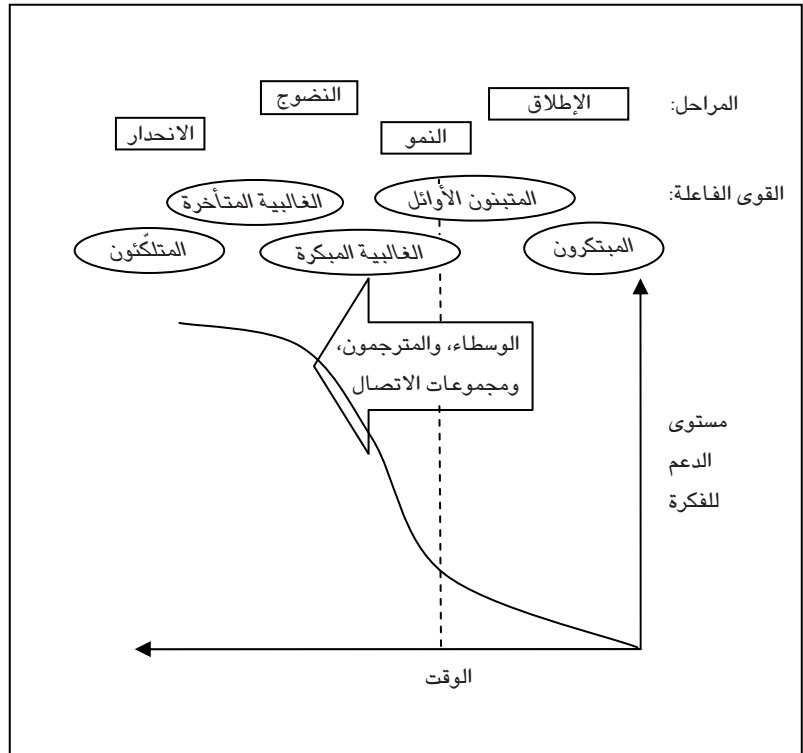 المراحل:
الإطلاق
النضوج
النمو
الانحدار
القوى الفاعلة:
المتبنون الأوائل
الغالبية المتأخرة
المبتكرون
الغالبية المبكرة
المتلكّئون
الوسطاء، والمترجمون،
ومجموعات الاتصال
مستوى
الدعم
للفكرة
الوقت